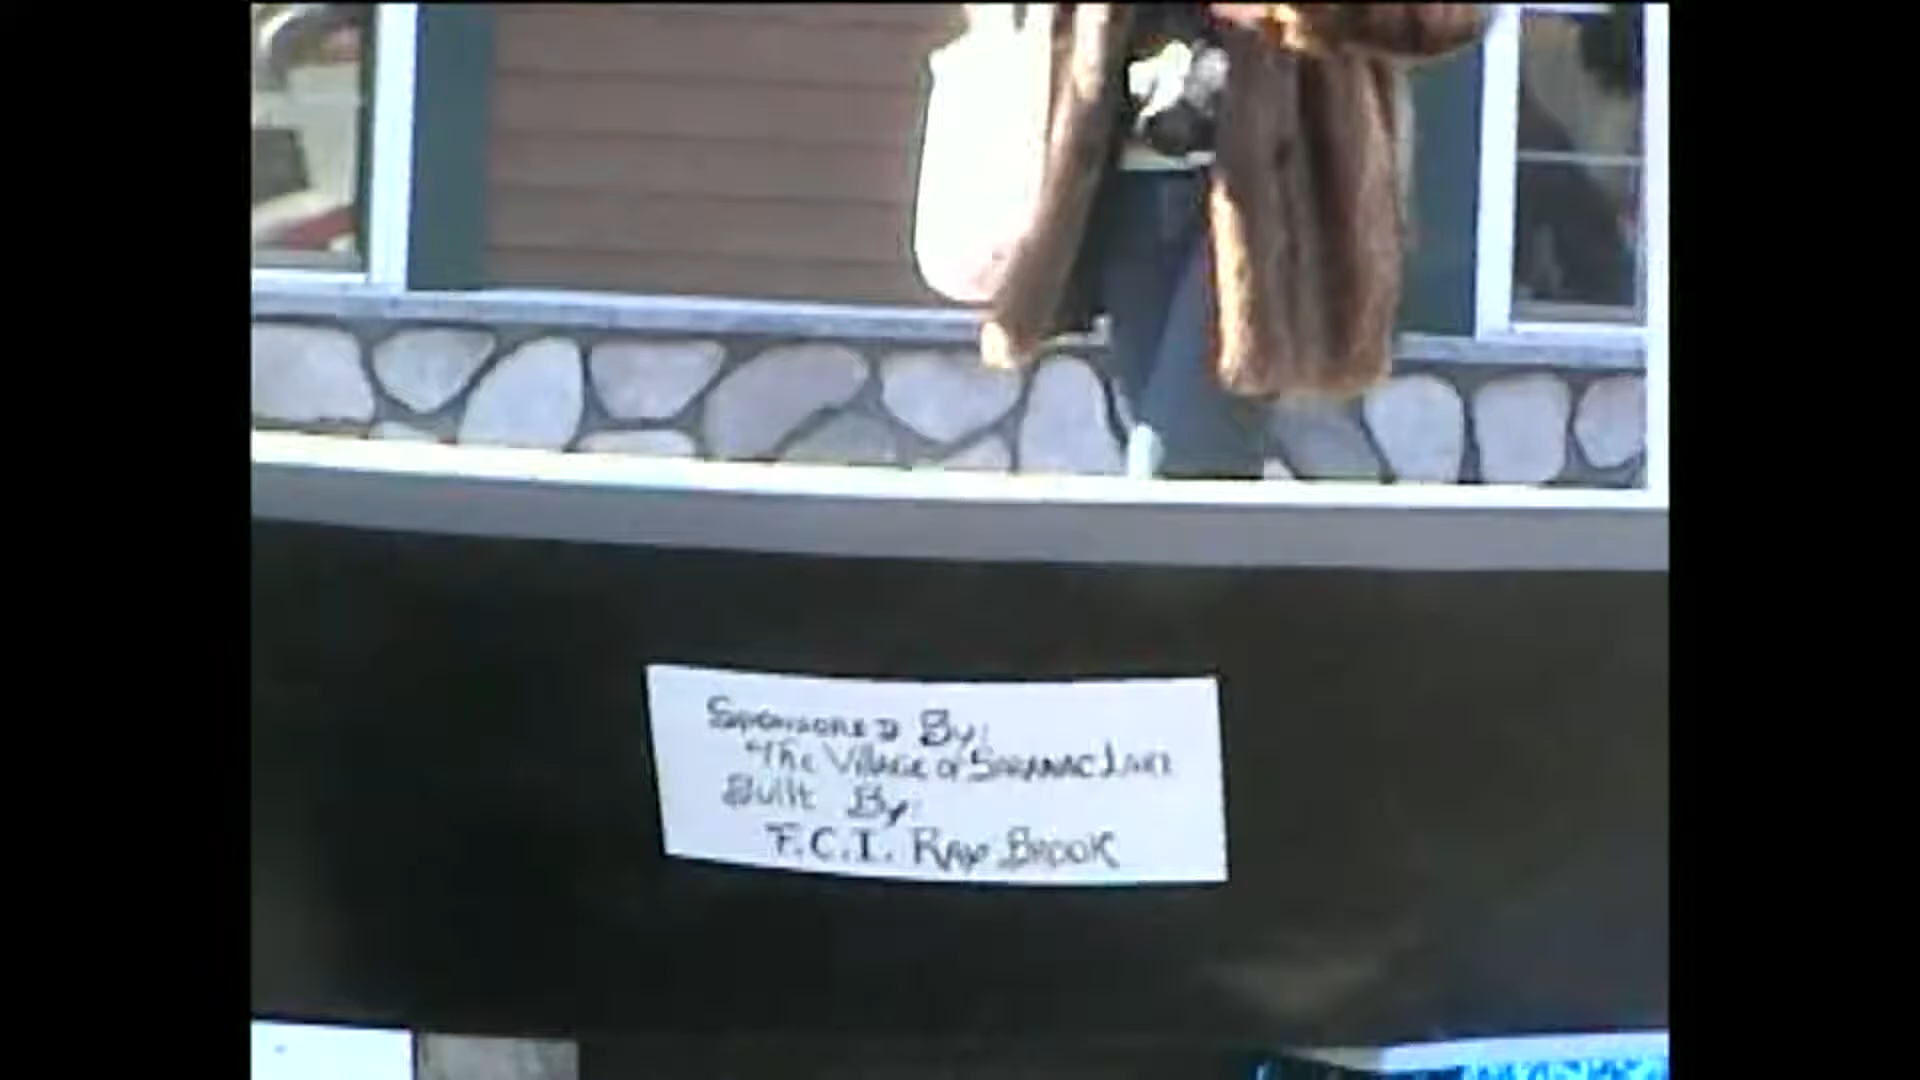 Sponsored By:
The Village of Saranac Lake
Built By:
F.C.I. Ray Brook